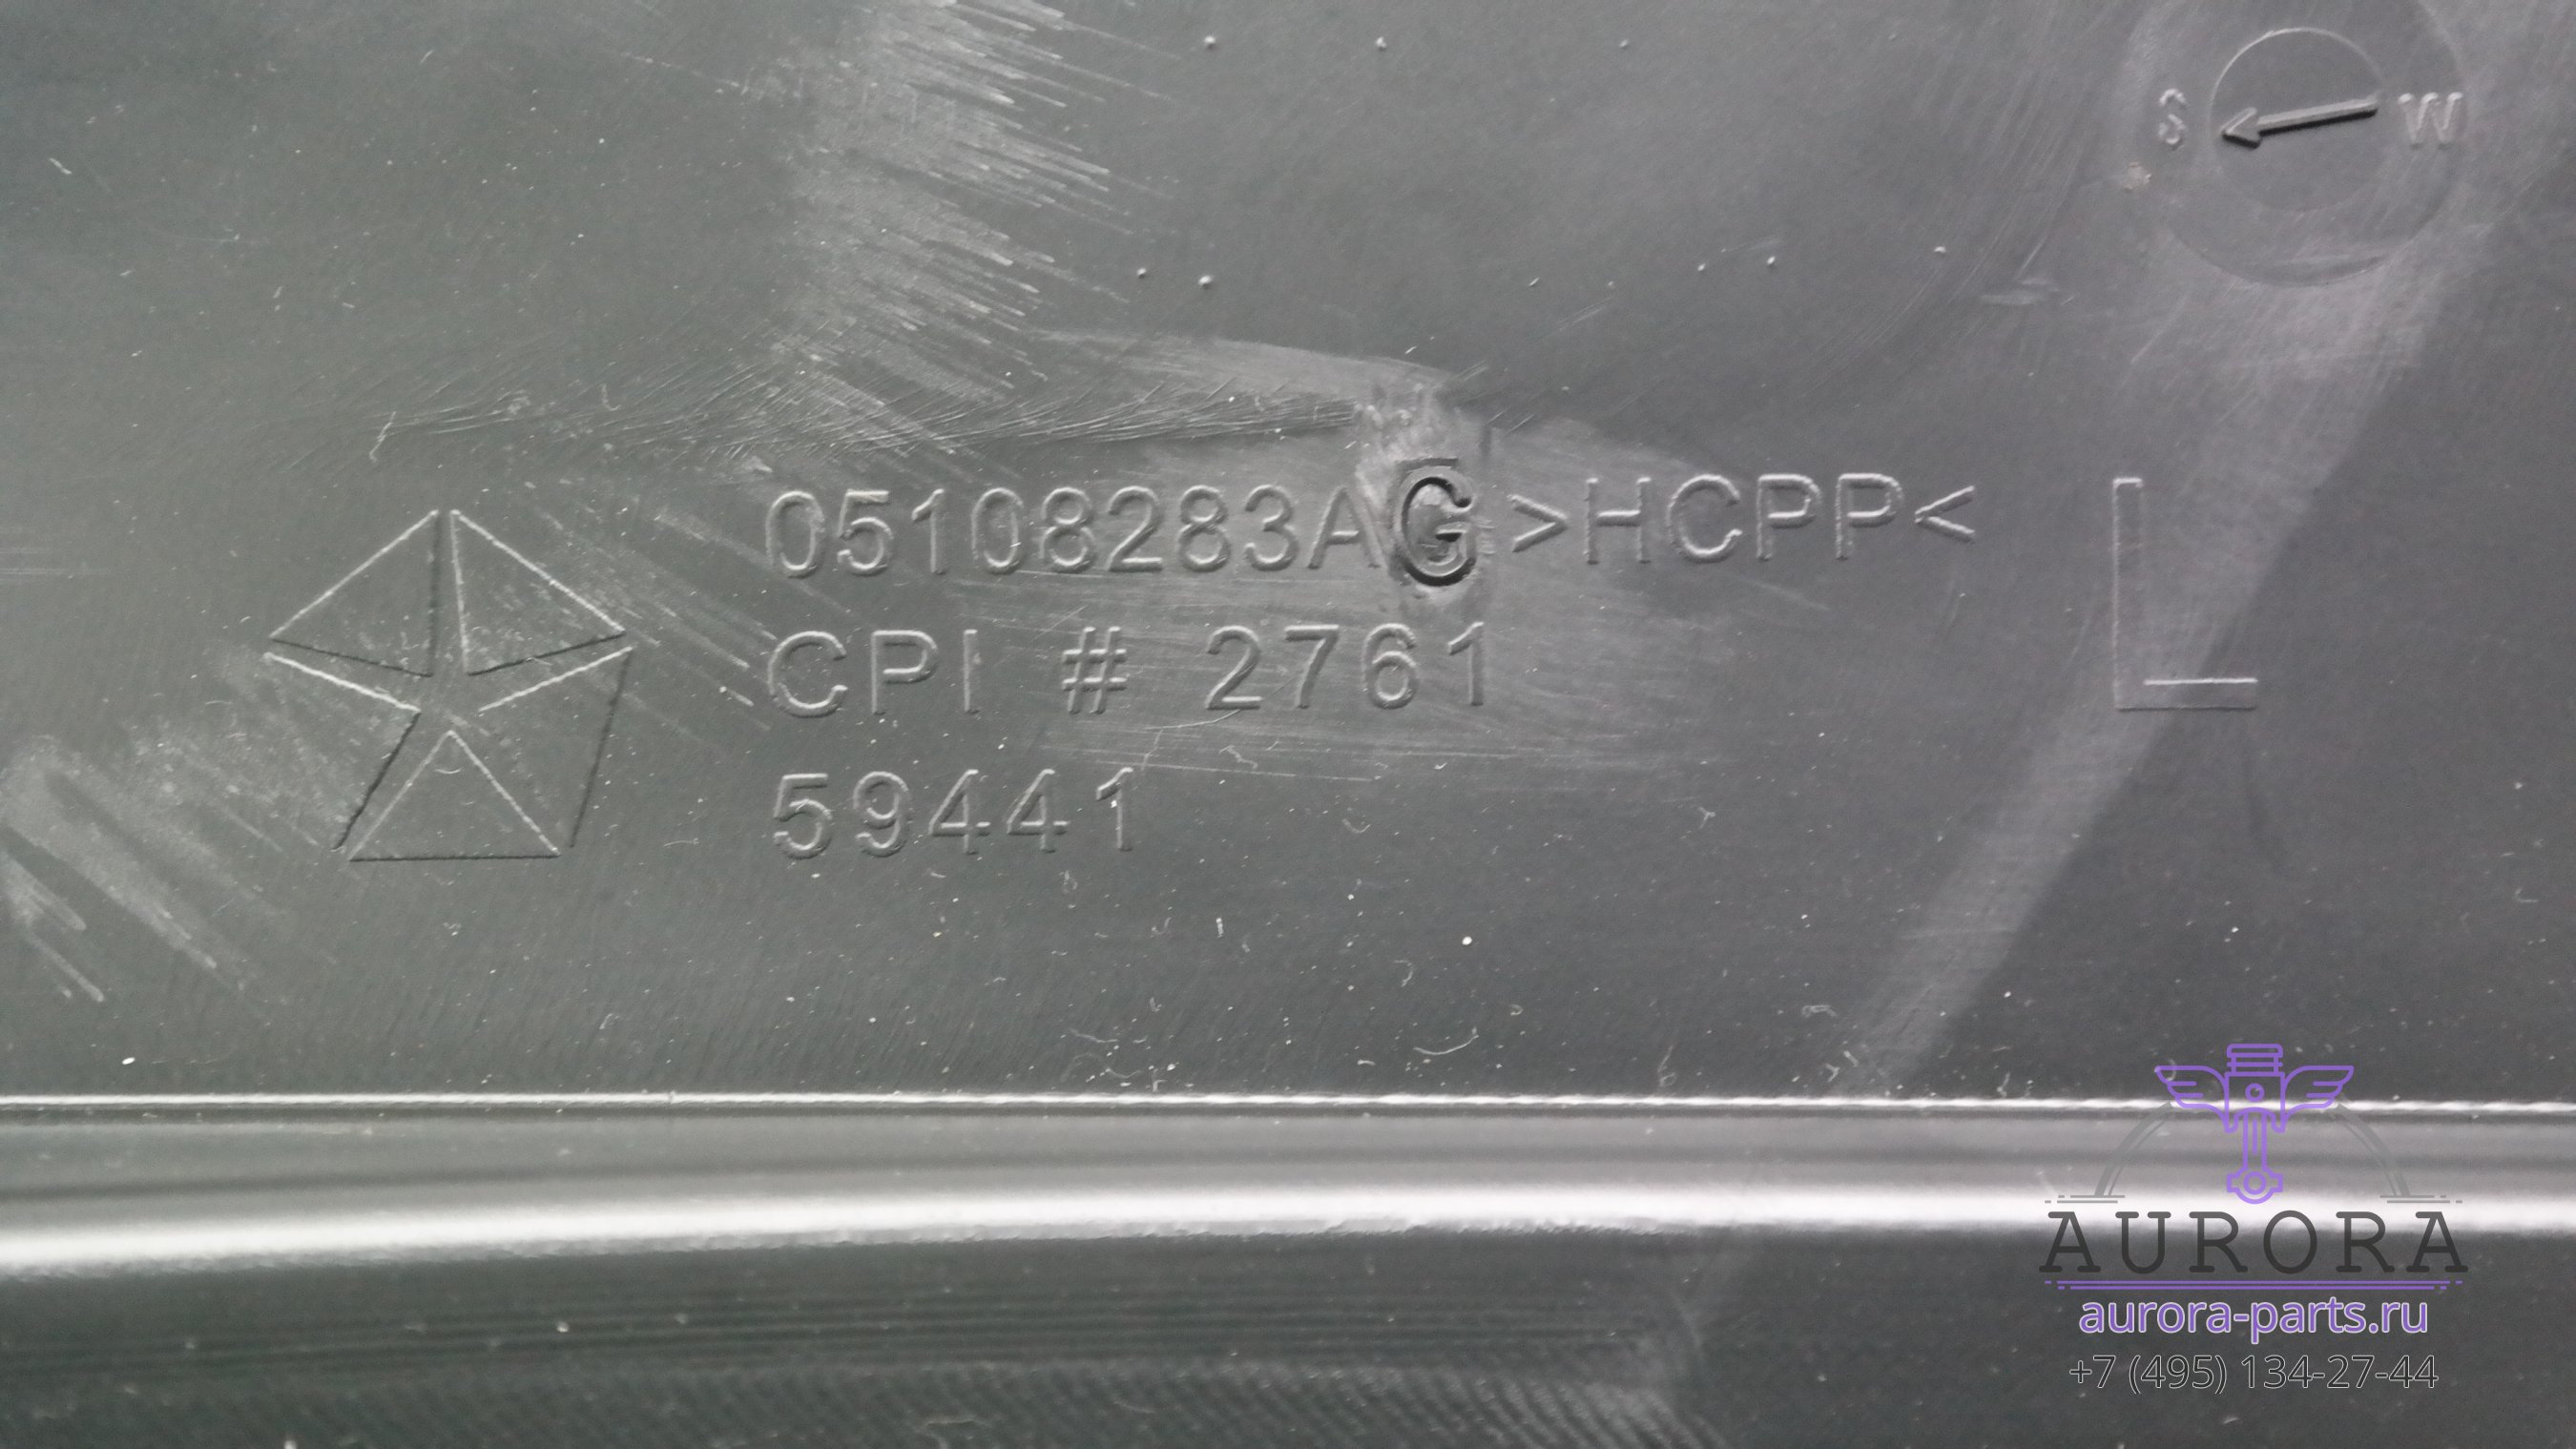 S W
05108283AG >HCPP< L
CPI # 2761
59441
AURORA
aurora-parts.ru
+7 (495) 134-27-44